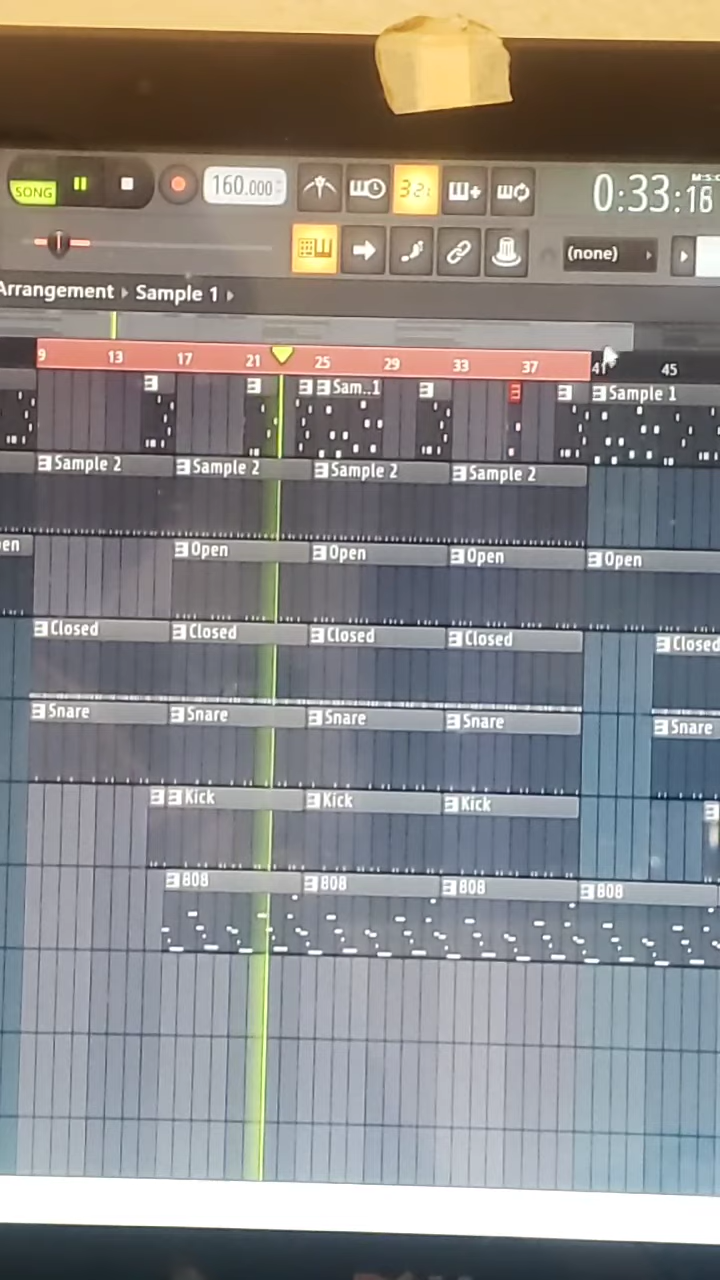 SONG 160.000 32: 0:33:18 M:S:C
(none)
Arrangement Sample 1
9 13 17 21 25 29 33 37 41 45
Sam..1 Sample 1
Sample 2 Sample 2 Sample 2 Sample 2
en Open Open Open Open
Closed Closed Closed Closed Closed
Snare Snare Snare Snare Snare
Kick Kick Kick
808 808 808 808